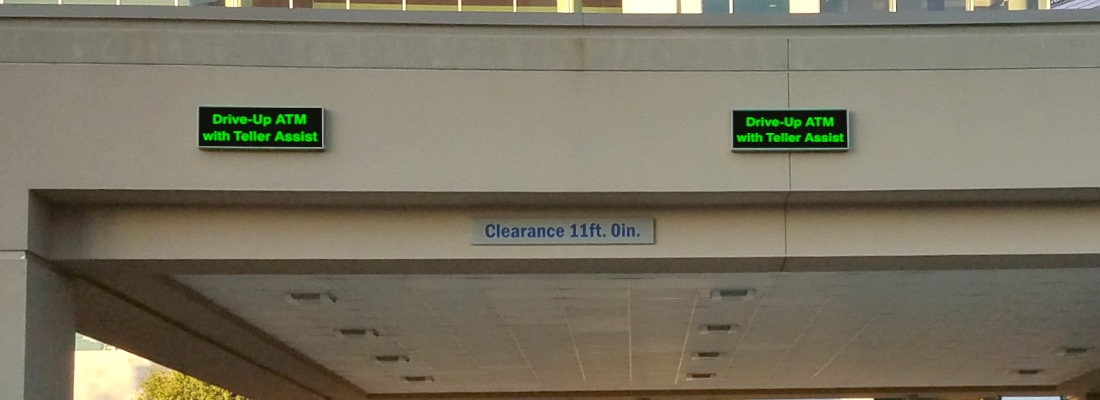 Drive-Up ATM
with Teller Assist
Drive-Up ATM
with Teller Assist
Clearance 11ft. 0in.